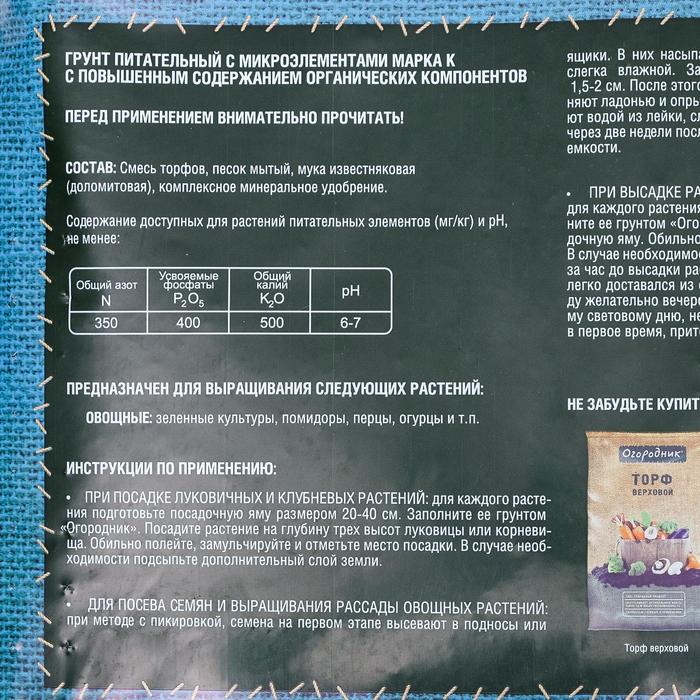 ГРУНТ ПИТАТЕЛЬНЫЙ С МИКРОЭЛЕМЕНТАМИ МАРКА К
С ПОВЫШЕННЫМ СОДЕРЖАНИЕМ ОРГАНИЧЕСКИХ КОМПОНЕНТОВ
ПЕРЕД ПРИМЕНЕНИЕМ ВНИМАТЕЛЬНО ПРОЧИТАТЬ!
СОСТАВ: Смесь торфов, песок мытый, мука известняковая
(доломитовая), комплексное минеральное удобрение.
Содержание доступных для растений питательных элементов (мг/кг) и pH,
не менее:
Общий азот N | Усвояемые фосфаты P2O5 | Общий калий K2O | pH
350 | 400 | 500 | 6-7
ПРЕДНАЗНАЧЕН ДЛЯ ВЫРАЩИВАНИЯ СЛЕДУЮЩИХ РАСТЕНИЙ:
ОВОЩНЫЕ: зеленные культуры, помидоры, перцы, огурцы и т.п.
ИНСТРУКЦИИ ПО ПРИМЕНЕНИЮ:
• ПРИ ПОСАДКЕ ЛУКОВИЧНЫХ И КЛУБНЕВЫХ РАСТЕНИЙ: для каждого расте-
ния подготовьте посадочную яму размером 20-40 см. Заполните ее грунтом
«Огородник». Посадите растение на глубину трех высот луковицы или корневи-
ща. Обильно полейте, замульчируйте и отметьте место посадки. В случае необ-
ходимости подсыпьте дополнительный слой земли.
• ДЛЯ ПОСЕВА СЕМЯН И ВЫРАЩИВАНИЯ РАССАДЫ ОВОЩНЫХ РАСТЕНИЙ:
при методе с пикировкой, семена на первом этапе высевают в подносы или
ящики. В них насып
слегка влажной. За
1,5-2 см. После этого
няют ладонью и опры
ют водой из лейки, сл
через две недели посл
емкости.
• ПРИ ВЫСАДКЕ РА
для каждого растения
ните ее грунтом «Ого
дочную яму. Обильно
В случае необходимо
за час до высадки ра
легко доставался из
ду желательно вечер
му световому дню, не
в первое время, прит
НЕ ЗАБУДЬТЕ КУПИТ
Огородник
ТОРФ
ВЕРХОВОЙ
Торф верховой